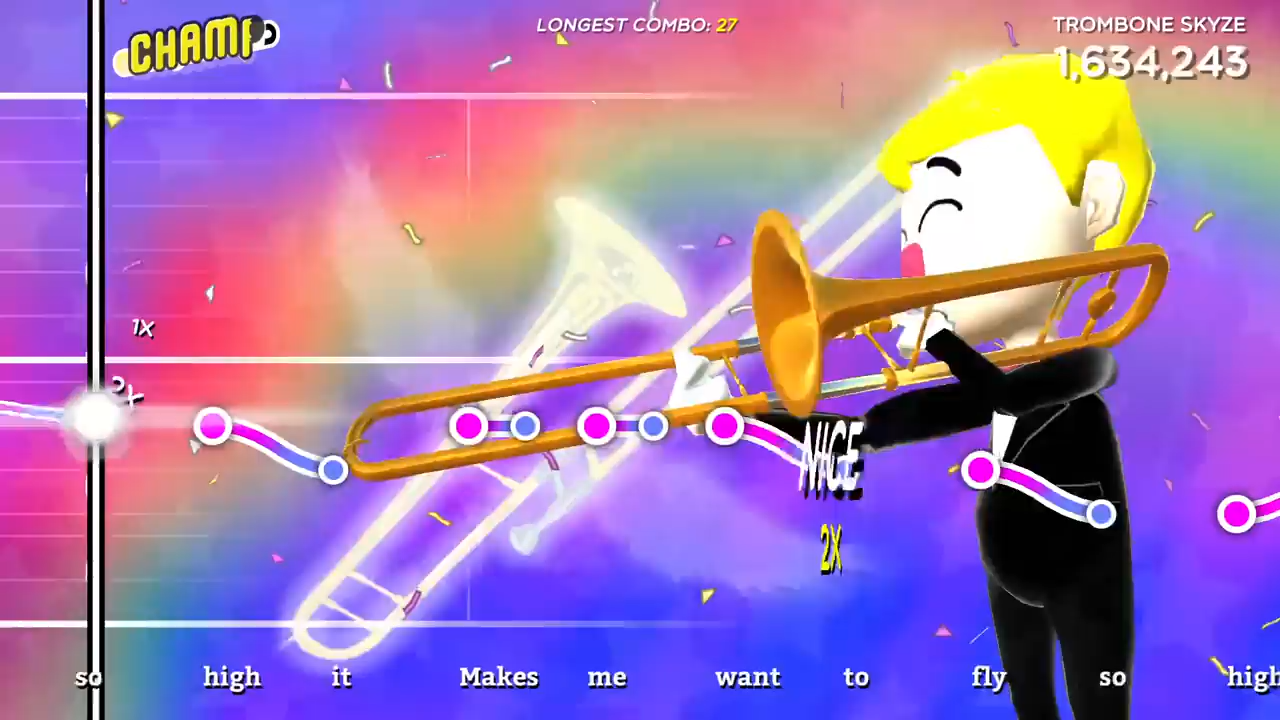 CHAMP
LONGEST COMBO: 27
TROMBONE SKYZE
1,634,243
1X
2X
NICE
2X
so high it Makes me want to fly so high